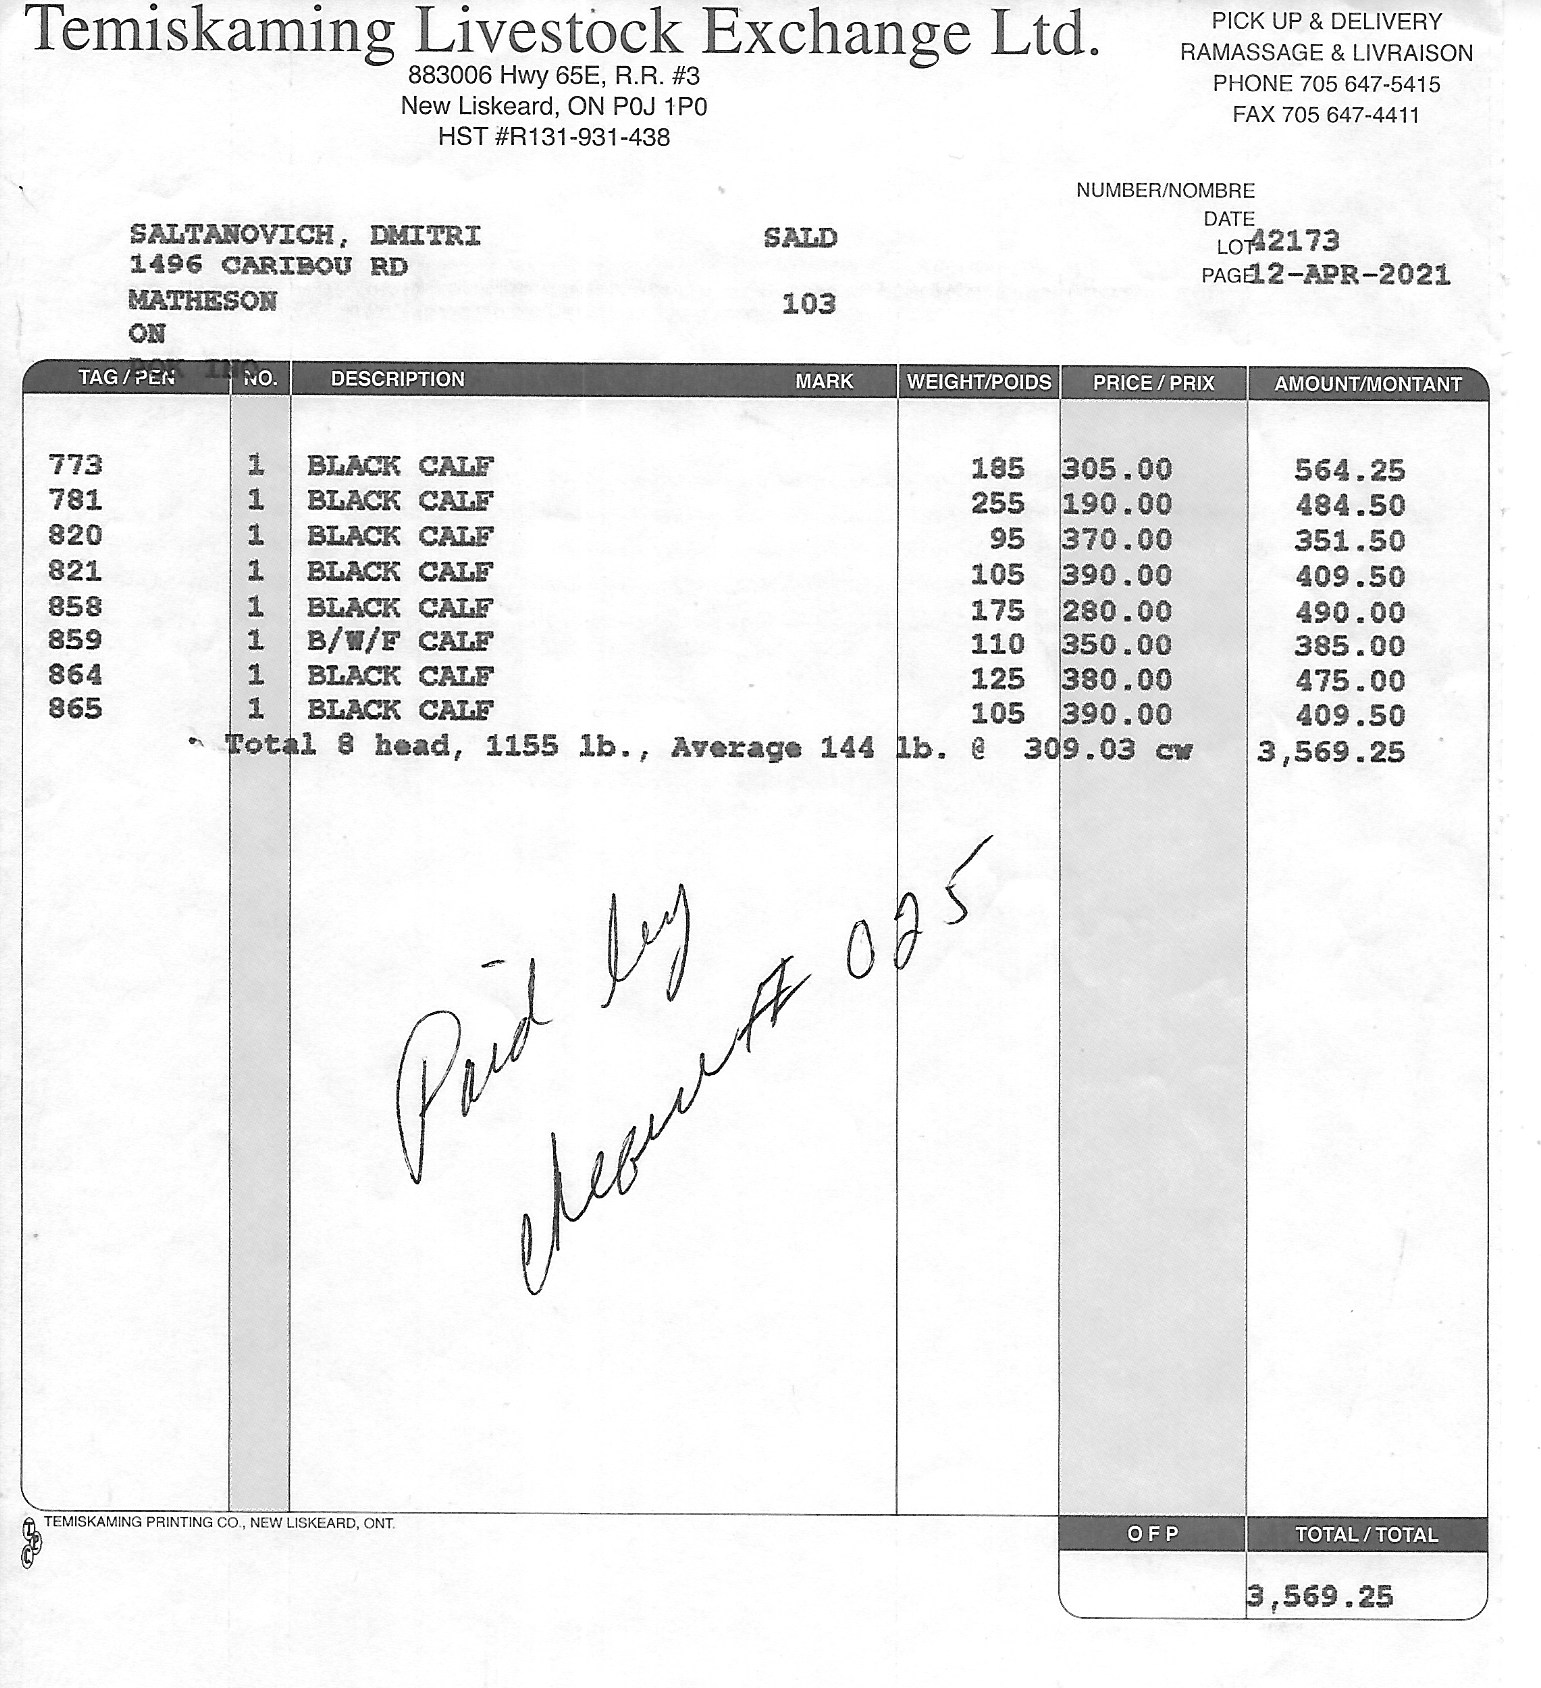 Temiskaming Livestock Exchange Ltd.
883006 Hwy 65E, R.R. #3
New Liskeard, ON P0J 1P0
HST #R131-931-438
PICK UP & DELIVERY
RAMASSAGE & LIVRAISON
PHONE 705 647-5415
FAX 705 647-4411
NUMBER/NOMBRE
DATE
LOT 42173
PAGE 12-APR-2021
SALTANOVICH, DMITRI SALD
1496 CARIBOU RD
MATHESON 103
ON
TAG / PEN NO. DESCRIPTION MARK WEIGHT/POIDS PRICE / PRIX AMOUNT/MONTANT
773 1 BLACK CALF 185 305.00 564.25
781 1 BLACK CALF 255 190.00 484.50
820 1 BLACK CALF 95 370.00 351.50
821 1 BLACK CALF 105 390.00 409.50
858 1 BLACK CALF 175 280.00 490.00
859 1 B/W/F CALF 110 350.00 385.00
864 1 BLACK CALF 125 380.00 475.00
865 1 BLACK CALF 105 390.00 409.50
Total 8 head, 1155 lb., Average 144 lb. @ 309.03 cw 3,569.25
Paid by
cheque # 025
TEMISKAMING PRINTING CO., NEW LISKEARD, ONT.
TPC
OFP TOTAL / TOTAL
3,569.25